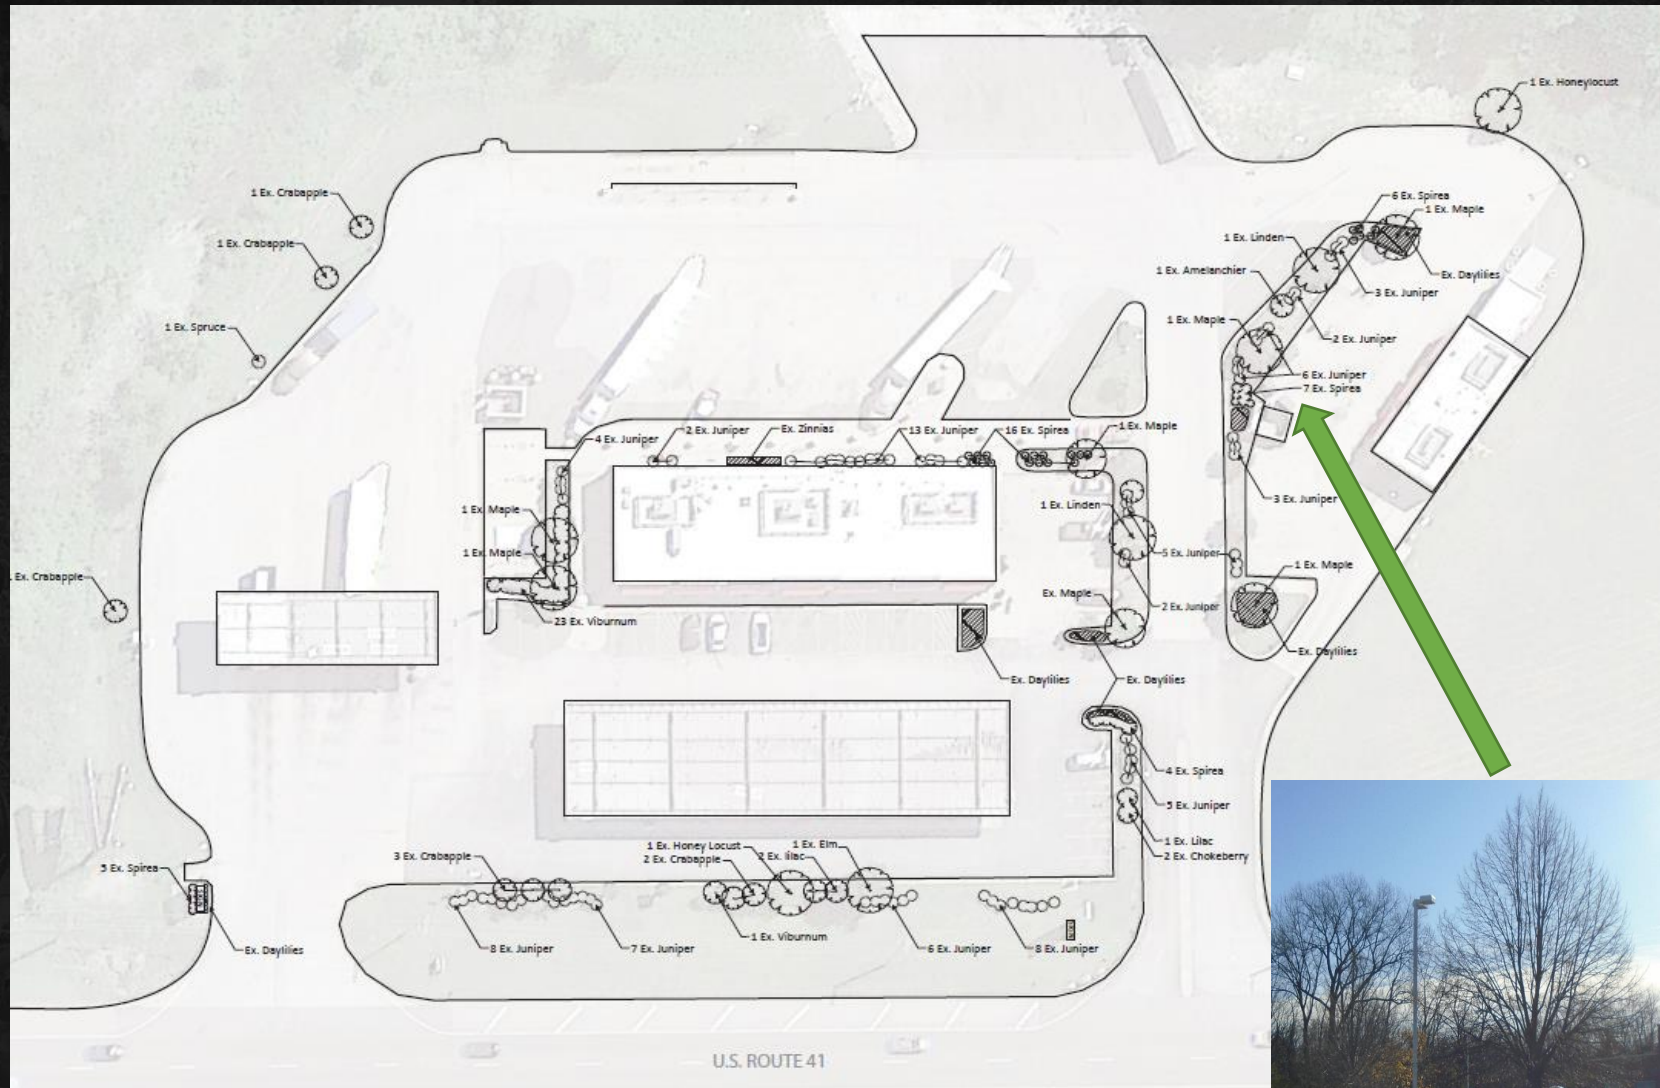 1 Ex. Honeylocust
1 Ex. Crabapple
6 Ex. Spirea
1 Ex. Maple
1 Ex. Crabapple
1 Ex. Linden
1 Ex. Amelanchier
Ex. Daylilies
3 Ex. Juniper
1 Ex. Spruce
1 Ex. Maple
2 Ex. Juniper
6 Ex. Juniper
7 Ex. Spirea
4 Ex. Juniper
2 Ex. Juniper
Ex. Zinnias
13 Ex. Juniper
16 Ex. Spirea
1 Ex. Maple
3 Ex. Juniper
1 Ex. Maple
1 Ex. Linden
1 Ex. Maple
5 Ex. Juniper
1 Ex. Maple
Ex. Crabapple
Ex. Maple
2 Ex. Juniper
23 Ex. Viburnum
Ex. Daylilies
Ex. Daylilies
Ex. Daylilies
4 Ex. Spirea
5 Ex. Juniper
1 Ex. Lilac
2 Ex. Chokeberry
3 Ex. Crabapple
1 Ex. Honey Locust
2 Ex. Crabapple
1 Ex. Elm
2 Ex. lilac
5 Ex. Spirea
Ex. Daylilies
8 Ex. Juniper
7 Ex. Juniper
1 Ex. Viburnum
6 Ex. Juniper
8 Ex. Juniper
U.S. ROUTE 41